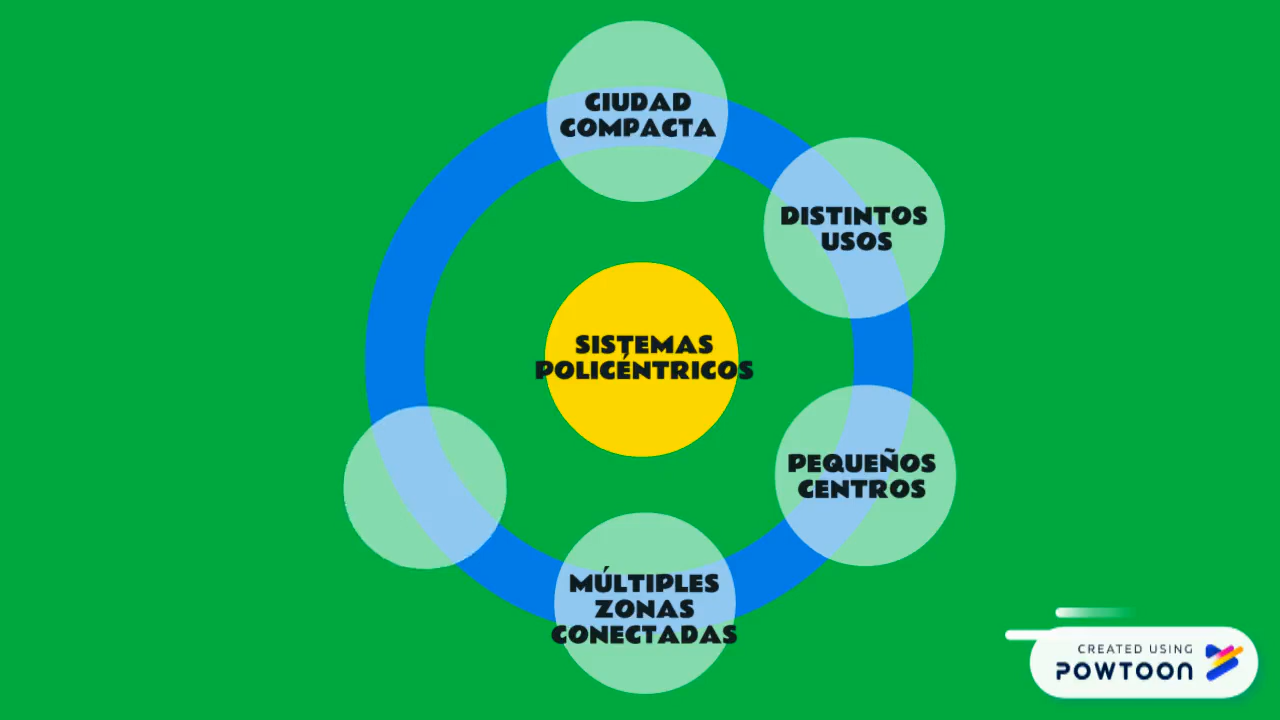 CIUDAD
COMPACTA
DISTINTOS
USOS
SISTEMAS
POLICÉNTRICOS
PEQUEÑOS
CENTROS
MÚLTIPLES
ZONAS
CONECTADAS
CREATED USING
POWTOON